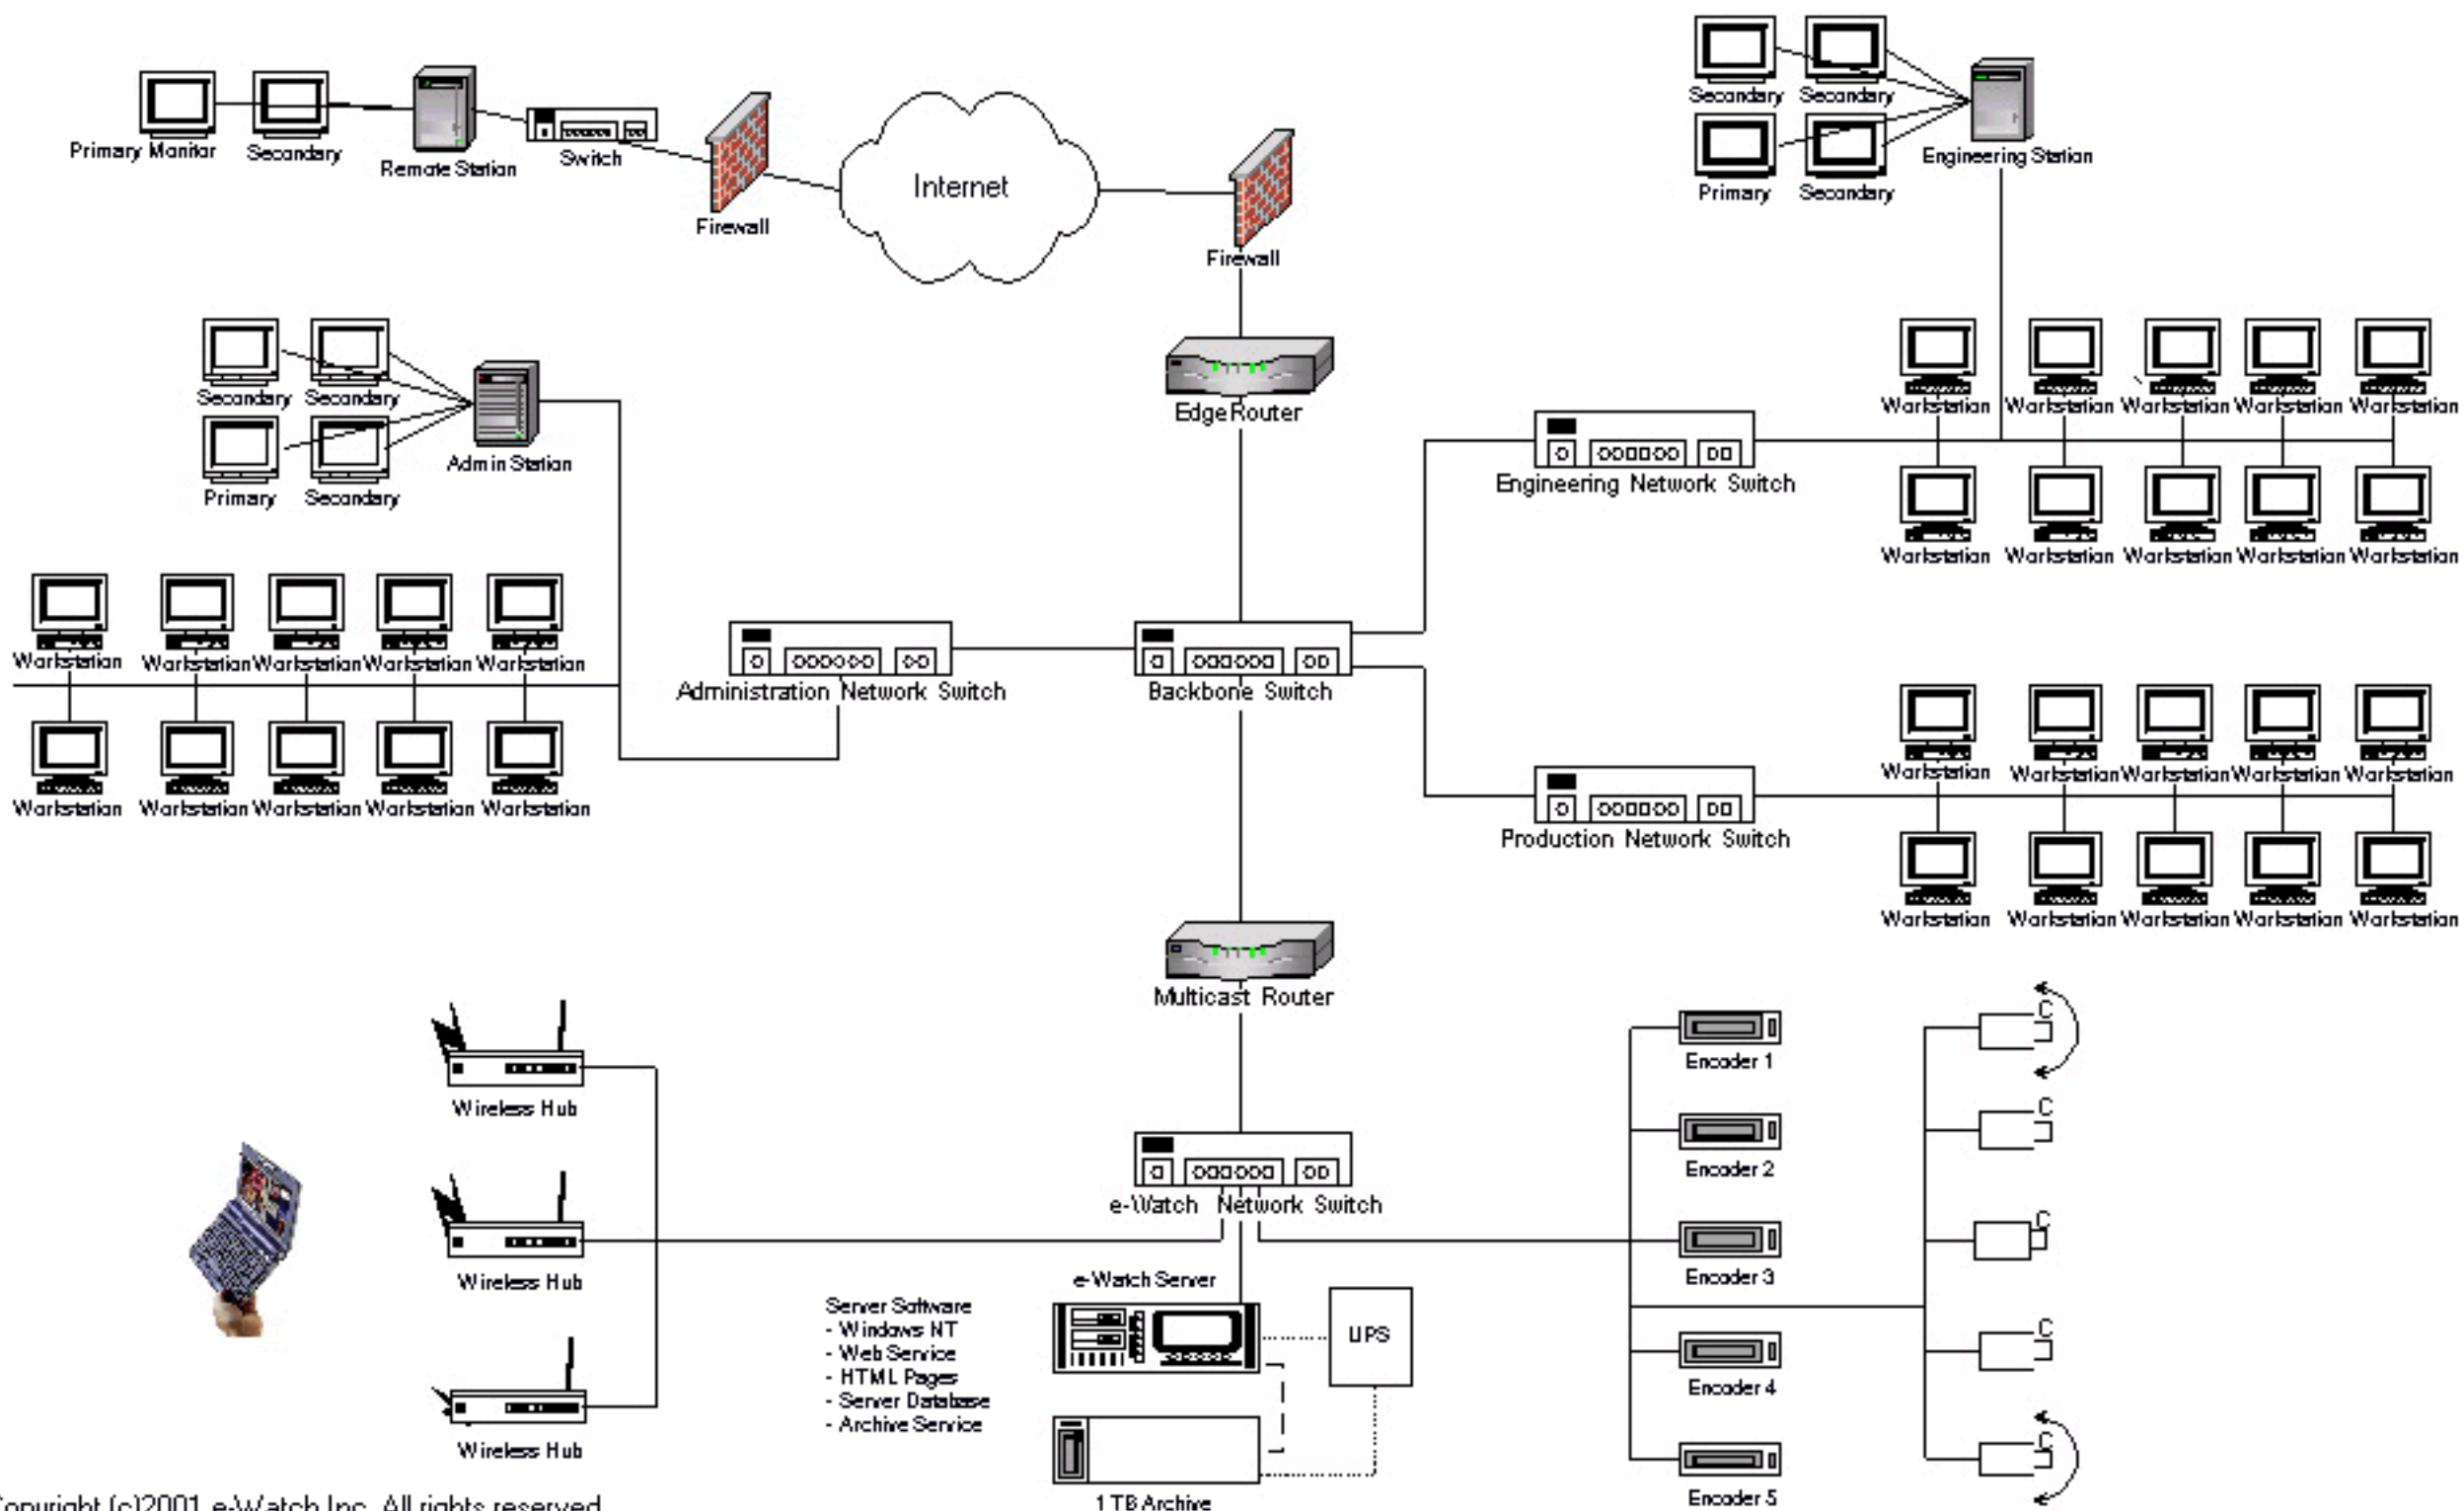 Secondary Secondary
Primary Monitor Secondary Remote Station Switch
Internet
Engineering Station
Firewall
Primary Secondary
Firewall
Secondary Secondary
Edge Router
Workstation Workstation Workstation Workstation Workstation
Admin Station
Primary Secondary
Engineering Network Switch
Workstation Workstation Workstation Workstation Workstation
Workstation Workstation Workstation Workstation Workstation
Administration Network Switch
Backbone Switch
Workstation Workstation Workstation Workstation Workstation
Workstation Workstation Workstation Workstation Workstation
Production Network Switch
Workstation Workstation Workstation Workstation Workstation
Multicast Router
C
Encoder 1
Wireless Hub
C
Encoder 2
e-Watch Network Switch
C
Wireless Hub
e-Watch Server
Encoder 3
Server Software
- Windows NT
- Web Service
- HTML Pages
- Server Database
- Archive Service
UPS
C
Encoder 4
Wireless Hub
C
Encoder 5
1 TB Archive
Copyright (c)2001 e-Watch Inc. All rights reserved